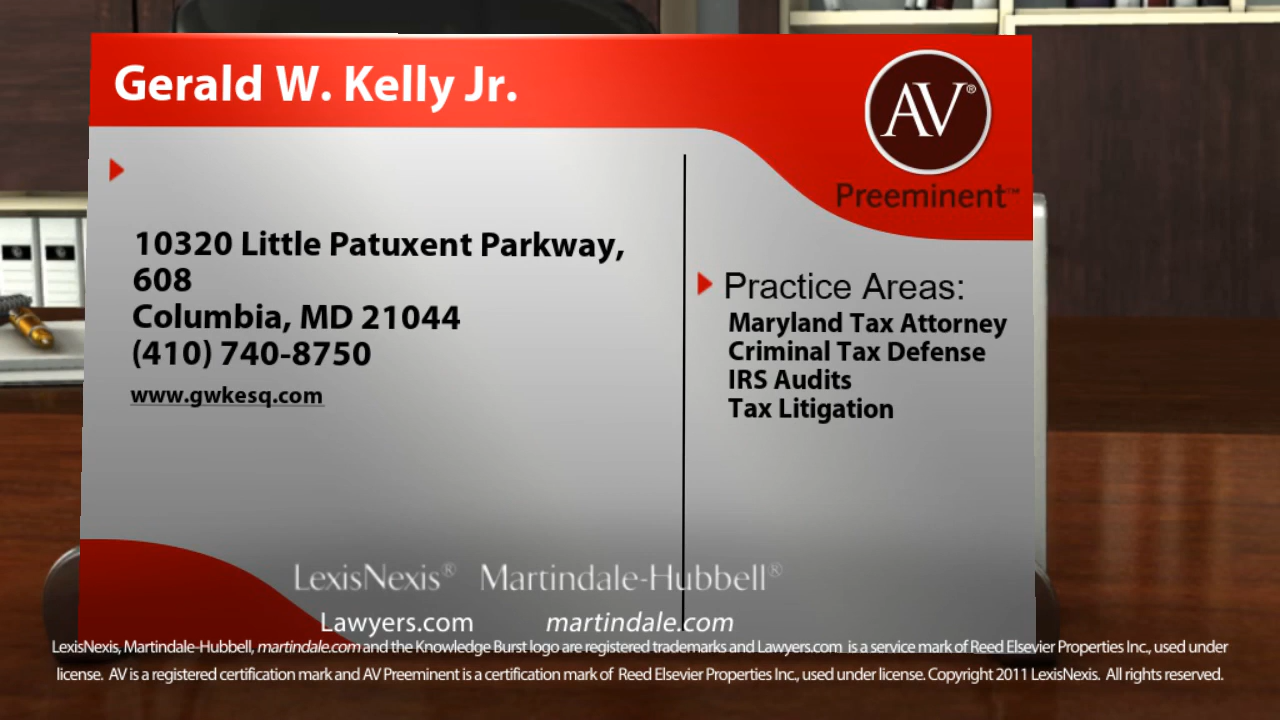 Gerald W. Kelly Jr.
AV®
Preeminent™
10320 Little Patuxent Parkway,
608
Columbia, MD 21044
(410) 740-8750
www.gwkesq.com
Practice Areas:
Maryland Tax Attorney
Criminal Tax Defense
IRS Audits
Tax Litigation
LexisNexis® Martindale-Hubbell®
Lawyers.com martindale.com
LexisNexis, Martindale-Hubbell, martindale.com and the Knowledge Burst logo are registered trademarks and Lawyers.com is a service mark of Reed Elsevier Properties Inc., used under
license. AV is a registered certification mark and AV Preeminent is a certification mark of Reed Elsevier Properties Inc., used under license. Copyright 2011 LexisNexis. All rights reserved.